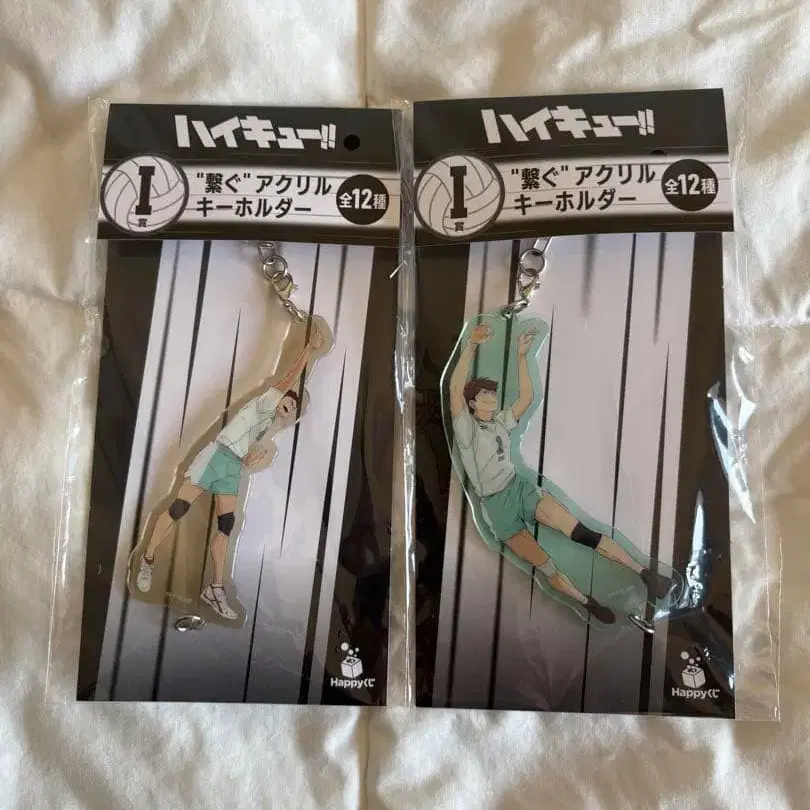 ハイキュー!!
I
賞
"繋ぐ"アクリル
キーホルダー
全12種
Happyくじ
ハイキュー!!
I
賞
"繋ぐ"アクリル
キーホルダー
全12種
1
Happyくじ